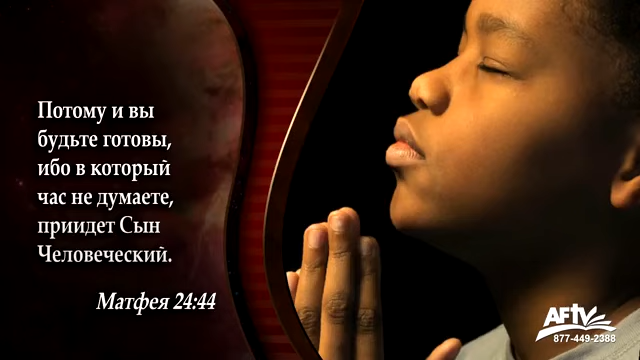 Потому и вы
будьте готовы,
ибо в который
час не думаете,
приидет Сын
Человеческий.
Матфея 24:44
AFtv
877-449-2388